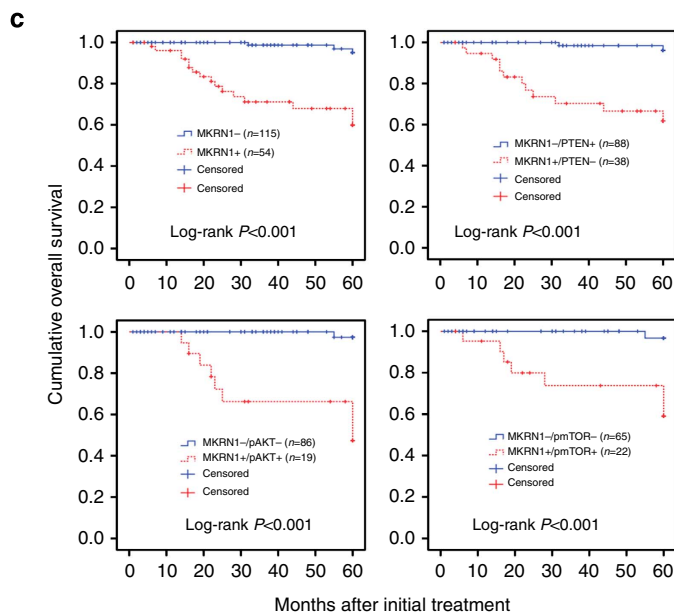 c
Cumulative overall survival
1.0
0.8
0.6
0.4
0.2
0.0
MKRN1– (n=115)
MKRN1+ (n=54)
Censored
Censored
Log-rank P<0.001
0 10 20 30 40 50 60
1.0
0.8
0.6
0.4
0.2
0.0
MKRN1–/PTEN+ (n=88)
MKRN1+/PTEN– (n=38)
Censored
Censored
Log-rank P<0.001
0 10 20 30 40 50 60
1.0
0.8
0.6
0.4
0.2
0.0
MKRN1–/pAKT– (n=86)
MKRN1+/pAKT+ (n=19)
Censored
Censored
Log-rank P<0.001
0 10 20 30 40 50 60
1.0
0.8
0.6
0.4
0.2
0.0
MKRN1–/pmTOR– (n=65)
MKRN1+/pmTOR+ (n=22)
Censored
Censored
Log-rank P<0.001
0 10 20 30 40 50 60
Months after initial treatment